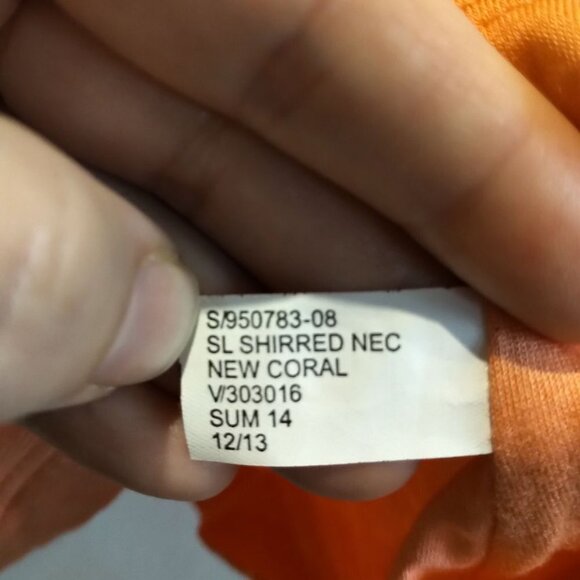 S/950783-08
SL SHIRRED NEC
NEW CORAL
V/303016
SUM 14
12/13